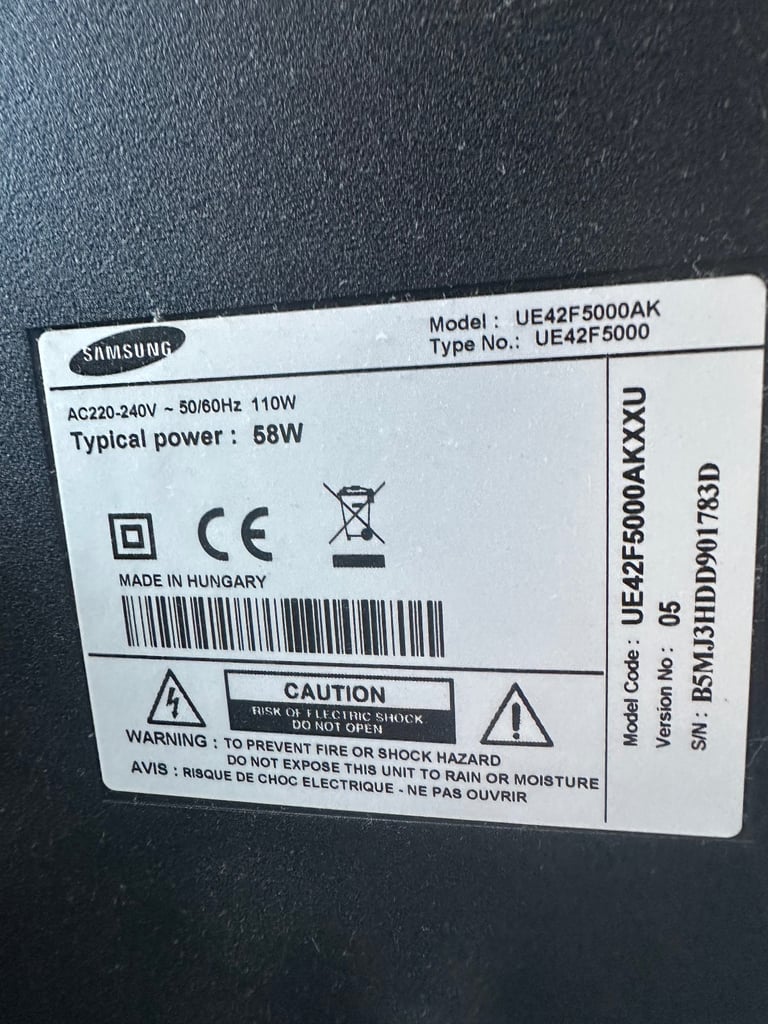 SAMSUNG
Model : UE42F5000AK
Type No.: UE42F5000
AC220-240V ~ 50/60Hz 110W
Typical power : 58W
CE
MADE IN HUNGARY
CAUTION
RISK OF ELECTRIC SHOCK
DO NOT OPEN
WARNING : TO PREVENT FIRE OR SHOCK HAZARD
DO NOT EXPOSE THIS UNIT TO RAIN OR MOISTURE
AVIS : RISQUE DE CHOC ELECTRIQUE - NE PAS OUVRIR
Model Code : UE42F5000AKXXU
Version No : 05
S/N : B5MJ3HDD901783D